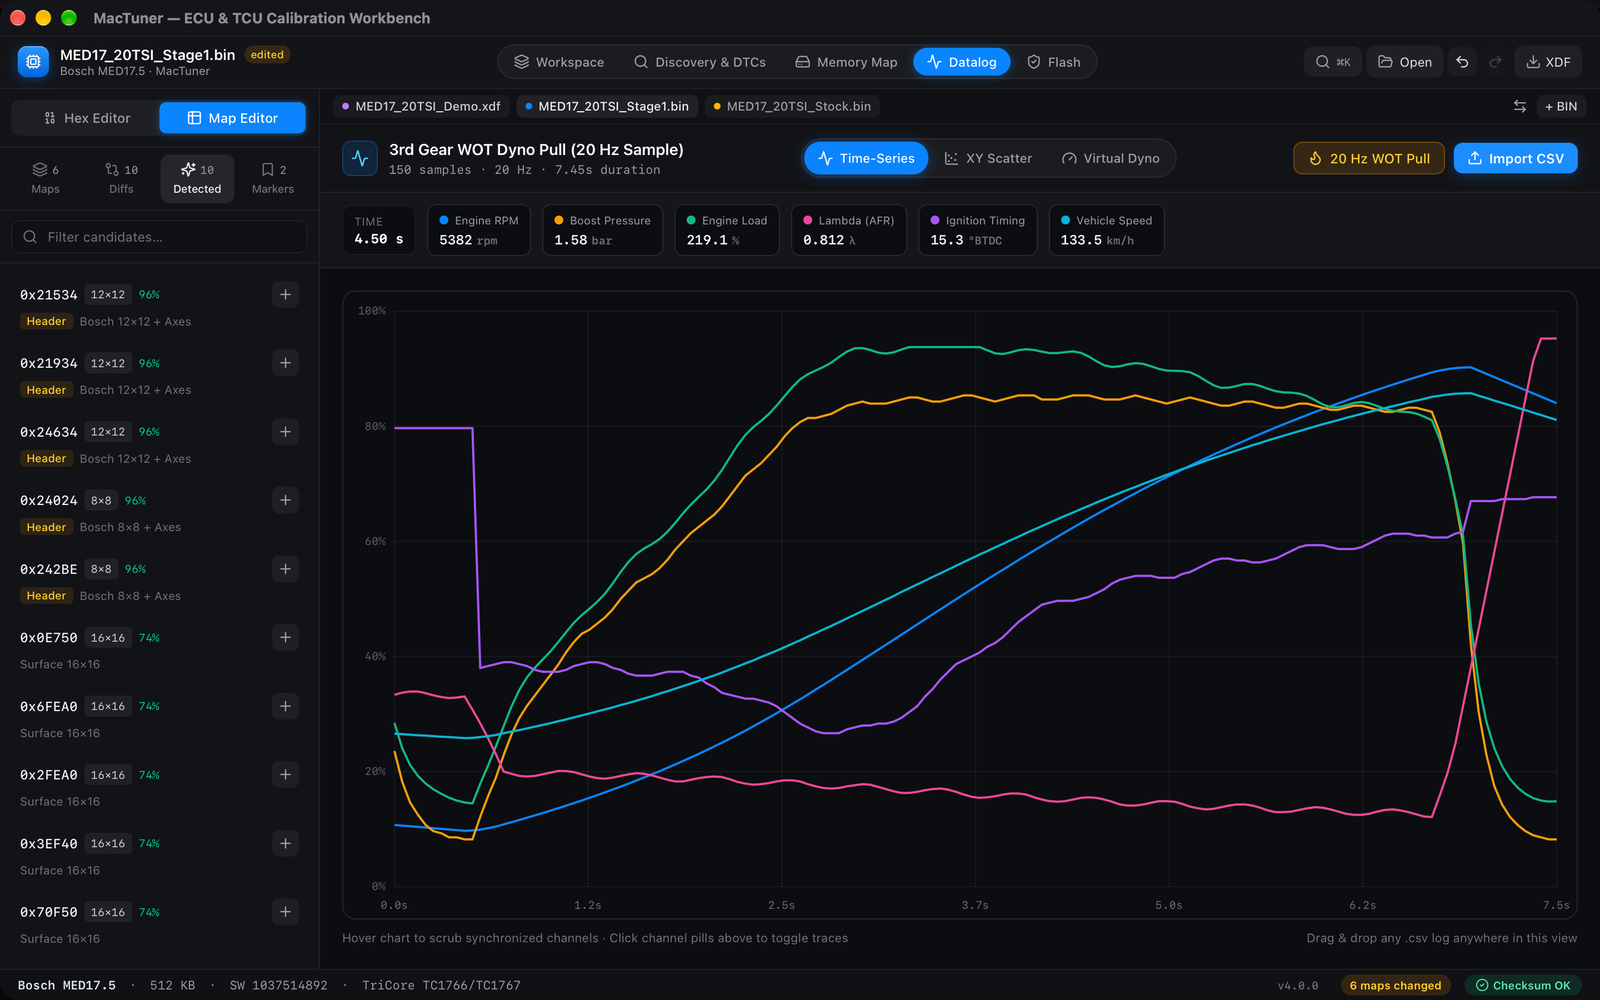 MacTuner — ECU & TCU Calibration Workbench
MED17_20TSI_Stage1.bin edited
Bosch MED17.5 · MacTuner
Workspace Discovery & DTCs Memory Map Datalog Flash
⌘K Open XDF
Hex Editor Map Editor
6 Maps
10 Diffs
10 Detected
2 Markers
Filter candidates...
0x21534 12×12 96%
Header Bosch 12×12 + Axes
0x21934 12×12 96%
Header Bosch 12×12 + Axes
0x24634 12×12 96%
Header Bosch 12×12 + Axes
0x24024 8×8 96%
Header Bosch 8×8 + Axes
0x242BE 8×8 96%
Header Bosch 8×8 + Axes
0x0E750 16×16 74%
Surface 16×16
0x6FEA0 16×16 74%
Surface 16×16
0x2FEA0 16×16 74%
Surface 16×16
0x3EF40 16×16 74%
Surface 16×16
0x70F50 16×16 74%
Surface 16×16
MED17_20TSI_Demo.xdf MED17_20TSI_Stage1.bin MED17_20TSI_Stock.bin + BIN
3rd Gear WOT Dyno Pull (20 Hz Sample)
150 samples · 20 Hz · 7.45s duration
Time-Series XY Scatter Virtual Dyno
20 Hz WOT Pull Import CSV
TIME
4.50 s
Engine RPM
5382 rpm
Boost Pressure
1.58 bar
Engine Load
219.1 %
Lambda (AFR)
0.812 λ
Ignition Timing
15.3 °BTDC
Vehicle Speed
133.5 km/h
100%
80%
60%
40%
20%
0%
0.0s 1.2s 2.5s 3.7s 5.0s 6.2s 7.5s
Hover chart to scrub synchronized channels · Click channel pills above to toggle traces
Drag & drop any .csv log anywhere in this view
Bosch MED17.5 · 512 KB · SW 1037514892 · TriCore TC1766/TC1767
v4.0.0 6 maps changed Checksum OK